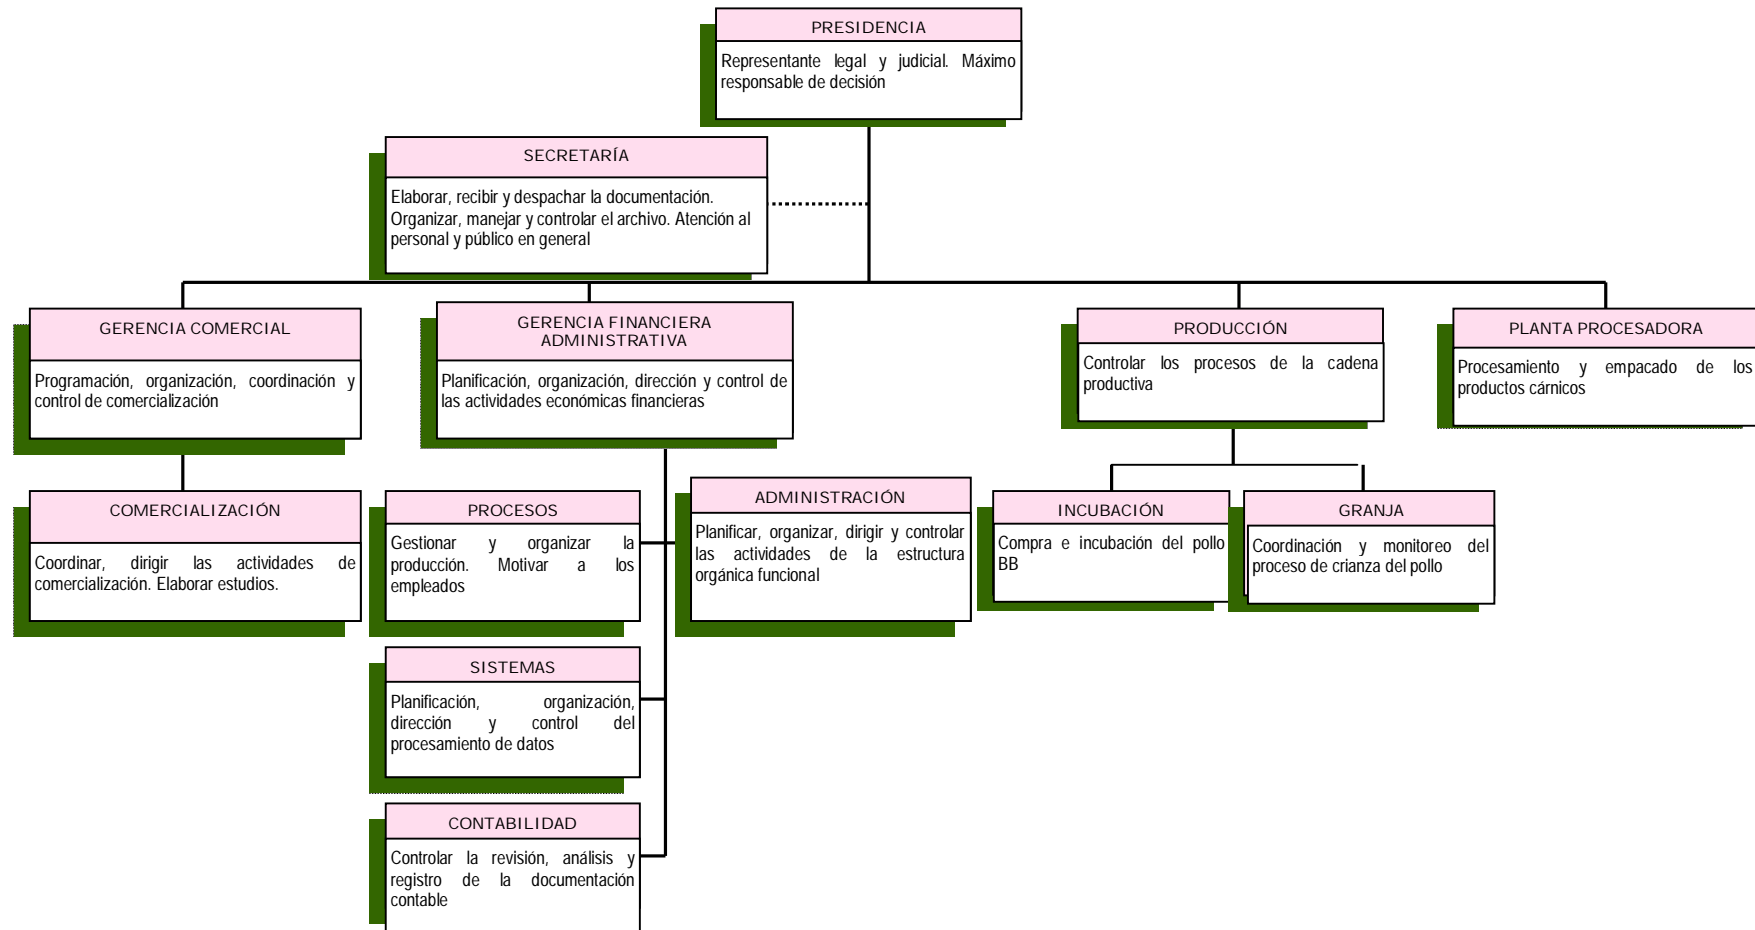 PRESIDENCIA
Representante legal y judicial. Máximo
responsable de decisión
SECRETARÍA
Elaborar, recibir y despachar la documentación.
Organizar, manejar y controlar el archivo. Atención al
personal y público en general
GERENCIA COMERCIAL
Programación, organización, coordinación y
control de comercialización
GERENCIA FINANCIERA
ADMINISTRATIVA
Planificación, organización, dirección y control de
las actividades económicas financieras
PRODUCCIÓN
Controlar los procesos de la cadena
productiva
PLANTA PROCESADORA
Procesamiento y empacado de los
productos cárnicos
COMERCIALIZACIÓN
Coordinar, dirigir las actividades de
comercialización. Elaborar estudios.
PROCESOS
Gestionar y organizar la
producción. Motivar a los
empleados
ADMINISTRACIÓN
Planificar, organizar, dirigir y controlar
las actividades de la estructura
orgánica funcional
INCUBACIÓN
Compra e incubación del pollo
BB
GRANJA
Coordinación y monitoreo del
proceso de crianza del pollo
SISTEMAS
Planificación, organización,
dirección y control del
procesamiento de datos
CONTABILIDAD
Controlar la revisión, análisis y
registro de la documentación
contable